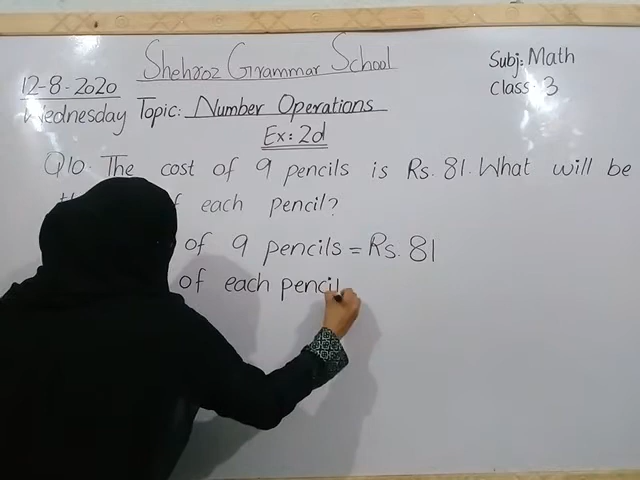 Shehroz Grammar School
Subj: Math
12-8-2020
Class: 3
Wednesday Topic: Number Operations
Ex: 2d
Q10. The cost of 9 pencils is Rs. 81. What will be
each pencil?
of 9 pencils = Rs. 81
of each pencil